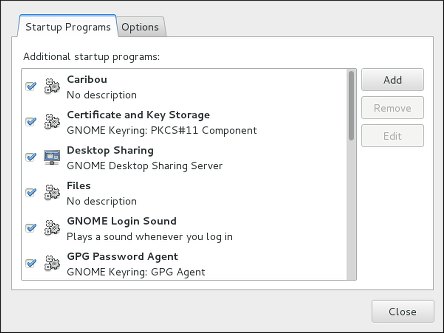 Startup Programs
Options
Additional startup programs:
Caribou
No description
Certificate and Key Storage
GNOME Keyring: PKCS#11 Component
Desktop Sharing
GNOME Desktop Sharing Server
Files
No description
GNOME Login Sound
Plays a sound whenever you log in
GPG Password Agent
GNOME Keyring: GPG Agent
Add
Remove
Edit
Close